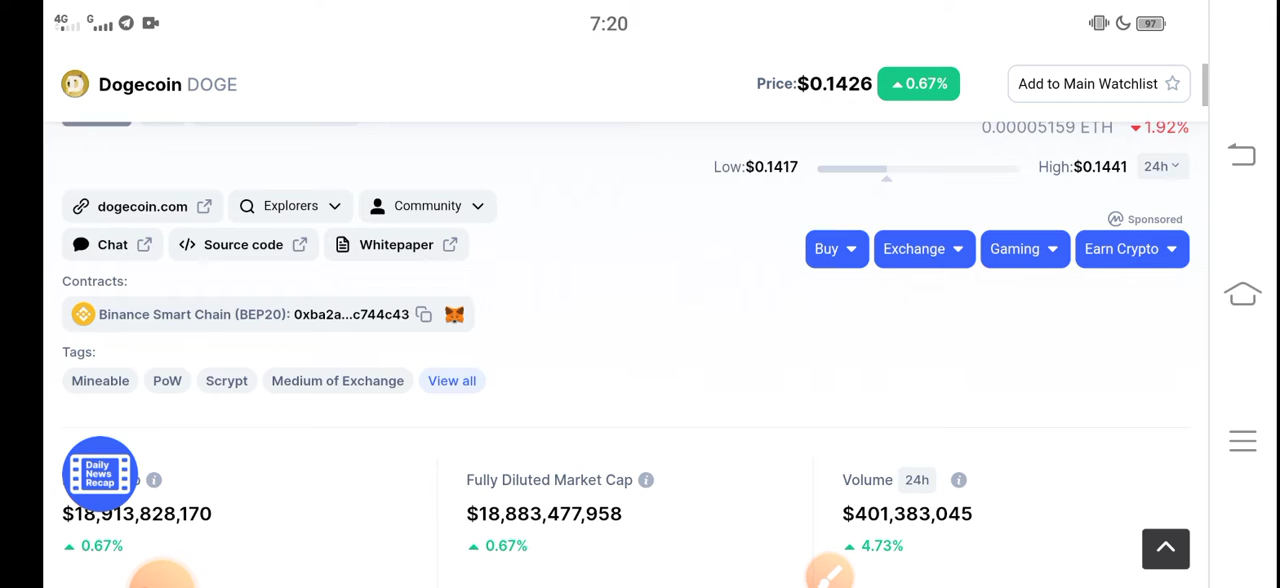 4G G 7:20 97
Dogecoin DOGE Price:$0.1426 0.67% Add to Main Watchlist
0.00005159 ETH 1.92%
Low:$0.1417 High:$0.1441 24h
dogecoin.com Explorers Community
Sponsored
Chat Source code Whitepaper
Buy Exchange Gaming Earn Crypto
Contracts:
Binance Smart Chain (BEP20): 0xba2a...c744c43
Tags:
Mineable PoW Scrypt Medium of Exchange View all
Daily
News
Recap
Fully Diluted Market Cap Volume 24h
$18,913,828,170 $18,883,477,958 $401,383,045
0.67% 0.67% 4.73%